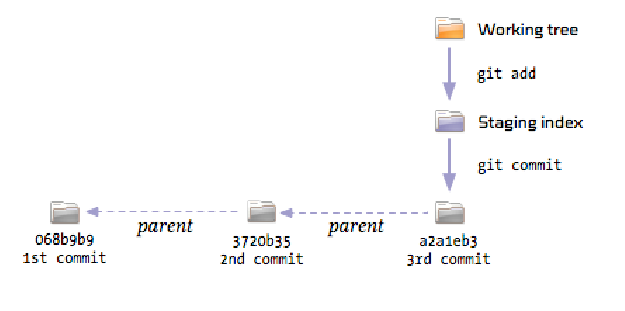 Working tree
git add
Staging index
git commit
parent
parent
068b9b9
1st commit
3720b35
2nd commit
a2a1eb3
3rd commit